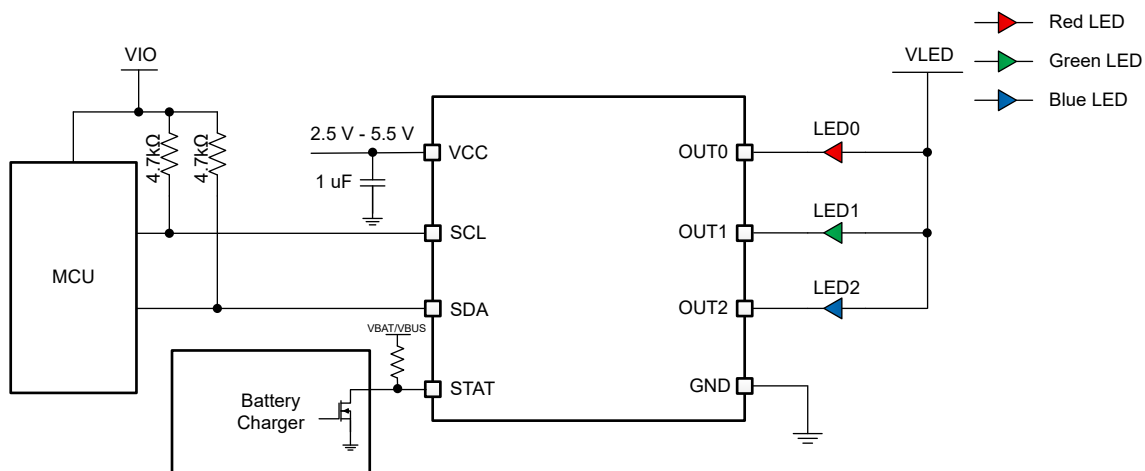 Red LED
Green LED
Blue LED
VIO
VLED
4.7kΩ
4.7kΩ
2.5 V - 5.5 V
1 uF
VCC
SCL
SDA
STAT
OUT0
OUT1
OUT2
GND
LED0
LED1
LED2
MCU
VBAT/VBUS
Battery
Charger